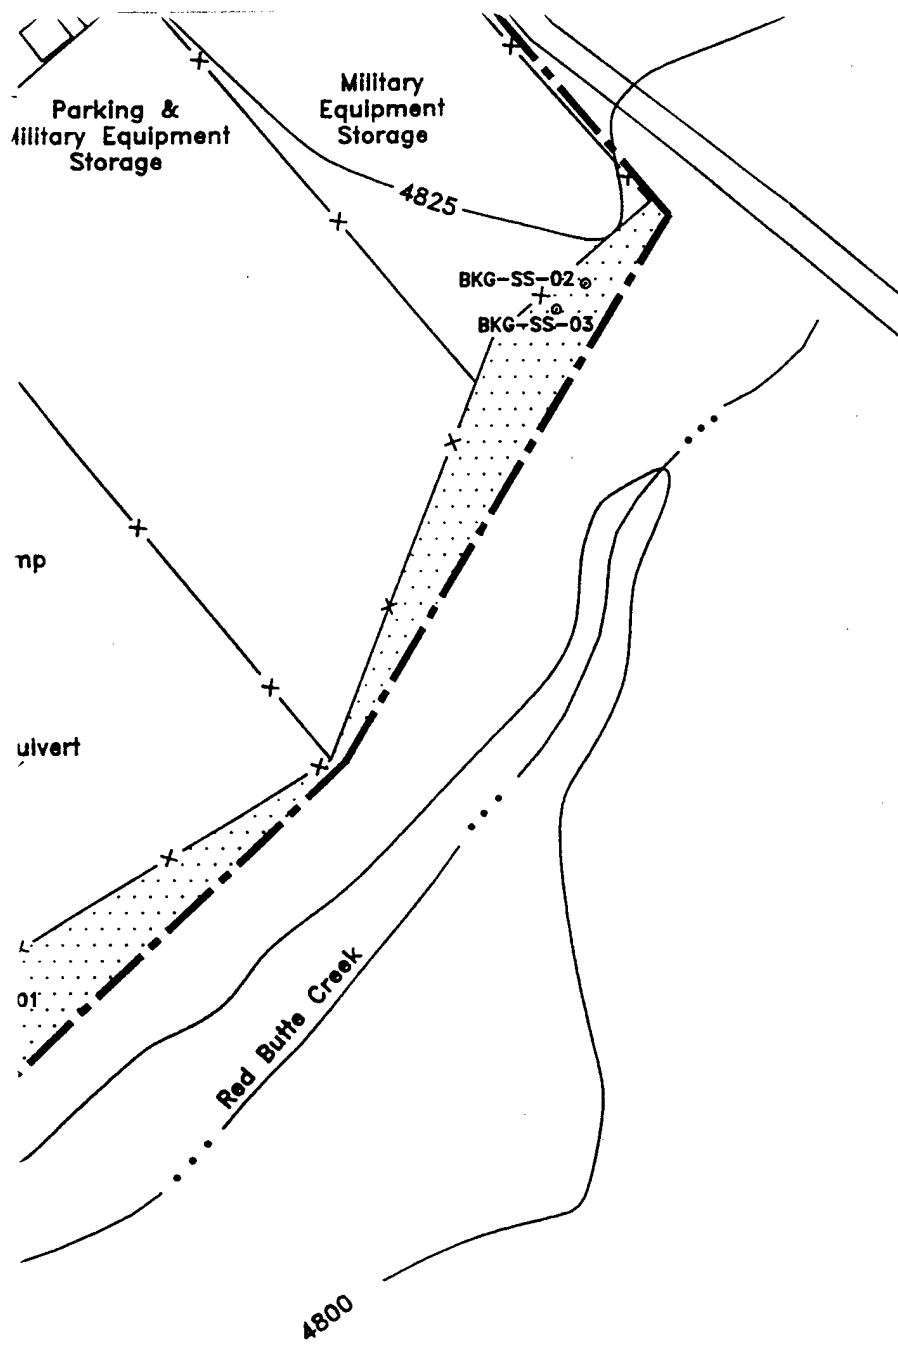 Parking &
Military Equipment
Storage
Military
Equipment
Storage
4825
BKG-SS-02
BKG-SS-03
mp
ulvert
01
Red Butte Creek
4800